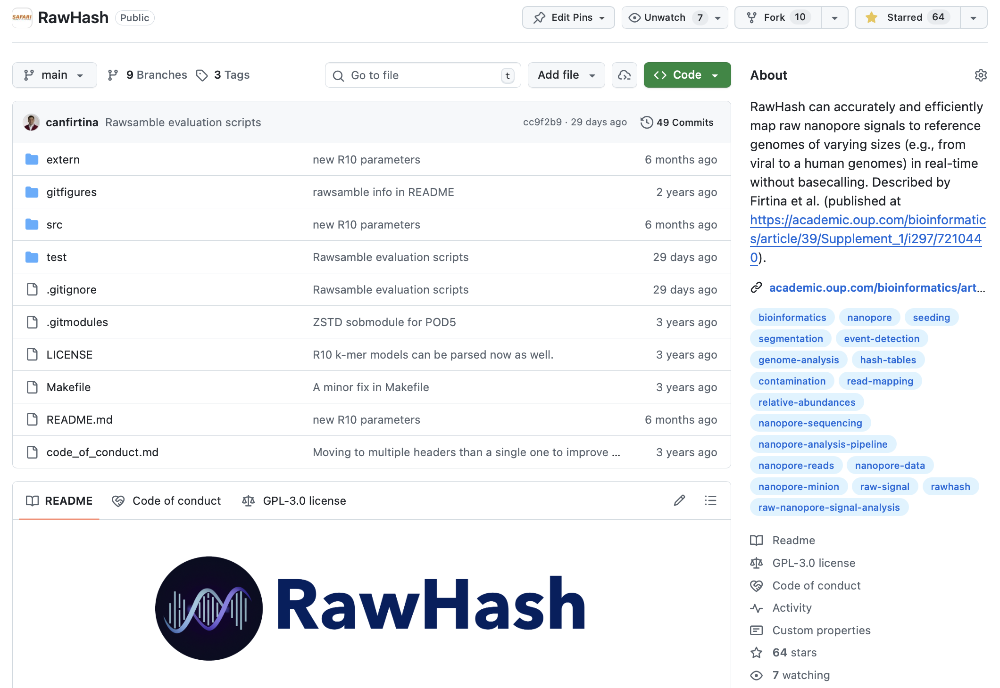 SAFARI
RawHash Public
Edit Pins
Unwatch 7
Fork 10
Starred 64
main
9 Branches
3 Tags
Go to file t
Add file
Code
canfirtina Rawsamble evaluation scripts cc9f2b9 · 29 days ago 49 Commits
extern new R10 parameters 6 months ago
gitfigures rawsamble info in README 2 years ago
src new R10 parameters 6 months ago
test Rawsamble evaluation scripts 29 days ago
.gitignore Rawsamble evaluation scripts 29 days ago
.gitmodules ZSTD sobmodule for POD5 3 years ago
LICENSE R10 k-mer models can be parsed now as well. 3 years ago
Makefile A minor fix in Makefile 3 years ago
README.md new R10 parameters 6 months ago
code_of_conduct.md Moving to multiple headers than a single one to improve ... 3 years ago
README Code of conduct GPL-3.0 license
RawHash
About
RawHash can accurately and efficiently
map raw nanopore signals to reference
genomes of varying sizes (e.g., from
viral to a human genomes) in real-time
without basecalling. Described by
Firtina et al. (published at
https://academic.oup.com/bioinformatic
s/article/39/Supplement_1/i297/721044
0).
academic.oup.com/bioinformatics/art...
bioinformatics nanopore seeding
segmentation event-detection
genome-analysis hash-tables
contamination read-mapping
relative-abundances
nanopore-sequencing
nanopore-analysis-pipeline
nanopore-reads nanopore-data
nanopore-minion raw-signal rawhash
raw-nanopore-signal-analysis
Readme
GPL-3.0 license
Code of conduct
Activity
Custom properties
64 stars
7 watching